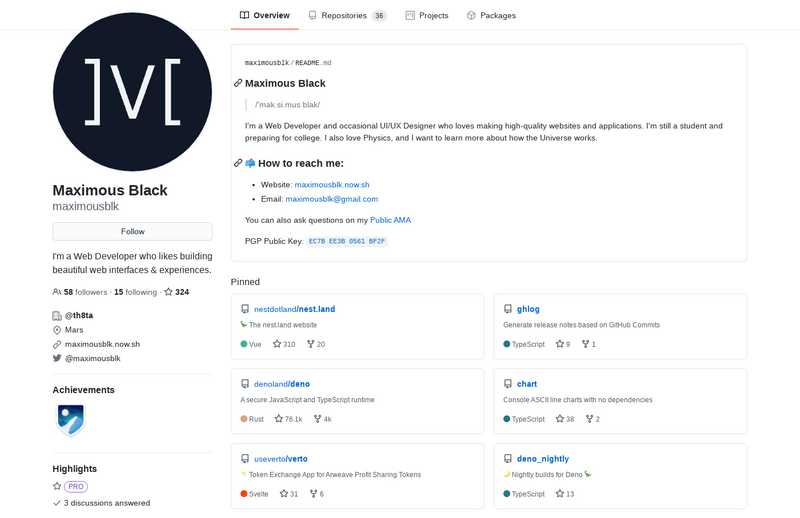 Overview
Repositories 36
Projects
Packages
]V[
Maximous Black
maximousblk
Follow
I'm a Web Developer who likes building
beautiful web interfaces & experiences.
58 followers · 15 following · 324
@th8ta
Mars
maximousblk.now.sh
@maximousblk
Achievements
Highlights
PRO
3 discussions answered
maximousblk / README.md
Maximous Black
/'mak si mus blak/
I'm a Web Developer and occasional UI/UX Designer who loves making high-quality websites and applications. I'm still a student and
preparing for college. I also love Physics, and I want to learn more about how the Universe works.
How to reach me:
Website: maximousblk.now.sh
Email: maximousblk@gmail.com
You can also ask questions on my Public AMA
PGP Public Key: EC7B EE3B 0561 BF2F
Pinned
nestdotland/nest.land
The nest.land website
Vue 310 20
ghlog
Generate release notes based on GitHub Commits
TypeScript 9 1
denoland/deno
A secure JavaScript and TypeScript runtime
Rust 76.1k 4k
chart
Console ASCII line charts with no dependencies
TypeScript 38 2
useverto/verto
Token Exchange App for Arweave Profit Sharing Tokens
Svelte 31 6
deno_nightly
Nightly builds for Deno
TypeScript 13